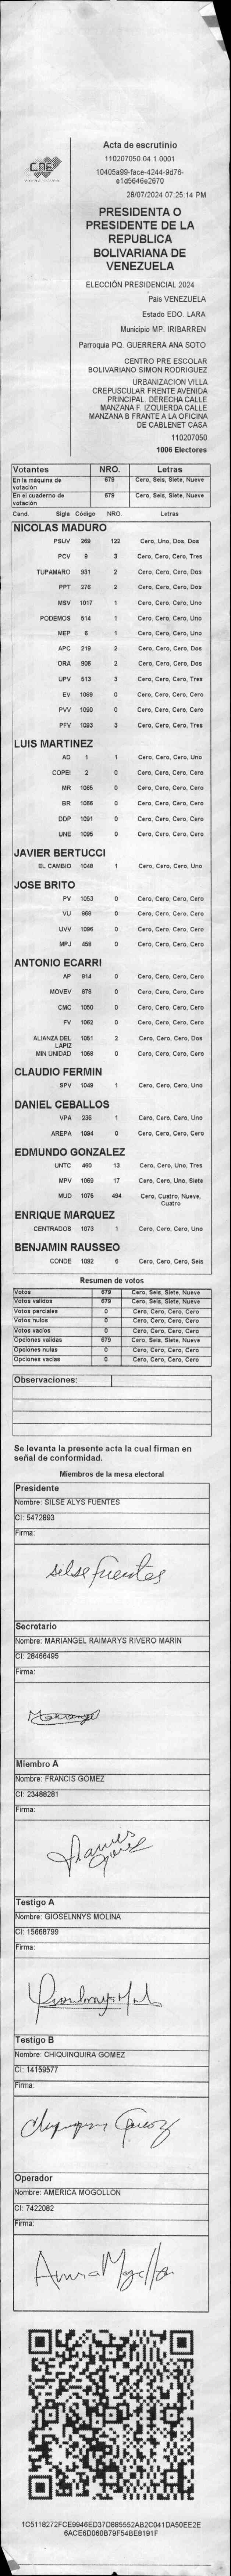 CNE
Acta de escrutinio
110207050.04.1.0001
10405a99-face-4244-9d76-
e1d5646e2670
28/07/2024 07:25:14 PM
PRESIDENTA O
PRESIDENTE DE LA
REPUBLICA
BOLIVARIANA DE
VENEZUELA
ELECCIÓN PRESIDENCIAL 2024
Pais VENEZUELA
Estado EDO. LARA
Municipio MP. IRIBARREN
Parroquia PQ. GUERRERA ANA SOTO
CENTRO PRE ESCOLAR
BOLIVARIANO SIMON RODRIGUEZ
URBANIZACION VILLA
CREPUSCULAR FRENTE AVENIDA
PRINCIPAL. DERECHA CALLE
MANZANA F. IZQUIERDA CALLE
MANZANA B FRENTE A LA OFICINA
DE CABLENET CASA
110207050
1006 Electores
Votantes NRO. Letras
En la máquina de votación 679 Cero, Seis, Siete, Nueve
En el cuaderno de votación 679 Cero, Seis, Siete, Nueve
Cand. Sigla Código NRO. Letras
NICOLAS MADURO
PSUV 269 122 Cero, Uno, Dos, Dos
PCV 9 3 Cero, Cero, Cero, Tres
TUPAMARO 931 2 Cero, Cero, Cero, Dos
PPT 276 2 Cero, Cero, Cero, Dos
MSV 1017 1 Cero, Cero, Cero, Uno
PODEMOS 514 1 Cero, Cero, Cero, Uno
MEP 6 1 Cero, Cero, Cero, Uno
APC 219 2 Cero, Cero, Cero, Dos
ORA 906 2 Cero, Cero, Cero, Dos
UPV 513 3 Cero, Cero, Cero, Tres
EV 1089 0 Cero, Cero, Cero, Cero
PVV 1090 0 Cero, Cero, Cero, Cero
PFV 1093 3 Cero, Cero, Cero, Tres
LUIS MARTINEZ
AD 1 1 Cero, Cero, Cero, Uno
COPEI 2 0 Cero, Cero, Cero, Cero
MR 1065 0 Cero, Cero, Cero, Cero
BR 1066 0 Cero, Cero, Cero, Cero
DDP 1091 0 Cero, Cero, Cero, Cero
UNE 1095 0 Cero, Cero, Cero, Cero
JAVIER BERTUCCI
EL CAMBIO 1048 1 Cero, Cero, Cero, Uno
JOSE BRITO
PV 1053 0 Cero, Cero, Cero, Cero
VU 969 0 Cero, Cero, Cero, Cero
UVV 1096 0 Cero, Cero, Cero, Cero
MPJ 458 0 Cero, Cero, Cero, Cero
ANTONIO ECARRI
AP 914 0 Cero, Cero, Cero, Cero
MOVEV 878 0 Cero, Cero, Cero, Cero
CMC 1050 0 Cero, Cero, Cero, Cero
FV 1062 0 Cero, Cero, Cero, Cero
ALIANZA DEL LAPIZ 1051 2 Cero, Cero, Cero, Dos
MIN UNIDAD 1068 0 Cero, Cero, Cero, Cero
CLAUDIO FERMIN
SPV 1049 1 Cero, Cero, Cero, Uno
DANIEL CEBALLOS
VPA 236 1 Cero, Cero, Cero, Uno
AREPA 1094 0 Cero, Cero, Cero, Cero
EDMUNDO GONZALEZ
UNTC 460 13 Cero, Cero, Uno, Tres
MPV 1069 17 Cero, Cero, Uno, Siete
MUD 1075 494 Cero, Cuatro, Nueve,
Cuatro
ENRIQUE MARQUEZ
CENTRADOS 1073 1 Cero, Cero, Cero, Uno
BENJAMIN RAUSSEO
CONDE 1092 6 Cero, Cero, Cero, Seis
Resumen de votos
Votos 679 Cero, Seis, Siete, Nueve
Votos validos 679 Cero, Seis, Siete, Nueve
Votos parciales 0 Cero, Cero, Cero, Cero
Votos nulos 0 Cero, Cero, Cero, Cero
Votos vacios 0 Cero, Cero, Cero, Cero
Opciones validas 679 Cero, Seis, Siete, Nueve
Opciones nulas 0 Cero, Cero, Cero, Cero
Opciones vacias 0 Cero, Cero, Cero, Cero
Observaciones:
Se levanta la presente acta la cual firman en
señal de conformidad.
Miembros de la mesa electoral
Presidente
Nombre: SILSE ALYS FUENTES
CI: 5472893
Firma:
silse fuentes
Secretario
Nombre: MARIANGEL RAIMARYS RIVERO MARIN
CI: 28466495
Firma:
Mariangel
Miembro A
Nombre: FRANCIS GOMEZ
CI: 23488281
Firma:
Francis
Gomez
Testigo A
Nombre: GIOSELNNYS MOLINA
CI: 15668799
Firma:
Testigo B
Nombre: CHIQUINQUIRA GOMEZ
CI: 14159577
Firma:
Operador
Nombre: AMERICA MOGOLLON
CI: 7422082
Firma:
1C5118272FCE9946ED37D885552AB2C041DA50EE2E
6ACE6D060B79F54BE8191F